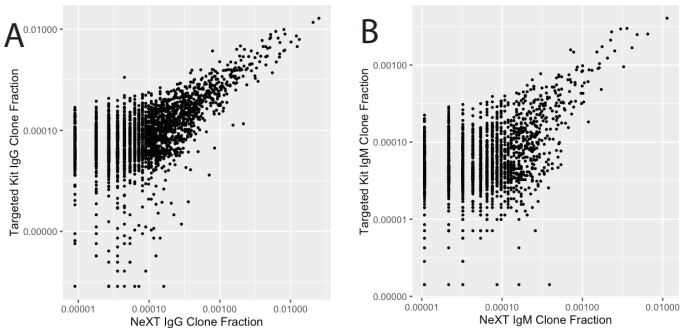 A
B
Targeted Kit IgG Clone Fraction
0.01000
0.00010
0.00000
0.00001 0.00010 0.00100 0.01000
NeXT IgG Clone Fraction
Targeted Kit IgM Clone Fraction
0.00100
0.00010
0.00001
0.00000
0.00001 0.00010 0.00100 0.01000
NeXT IgM Clone Fraction